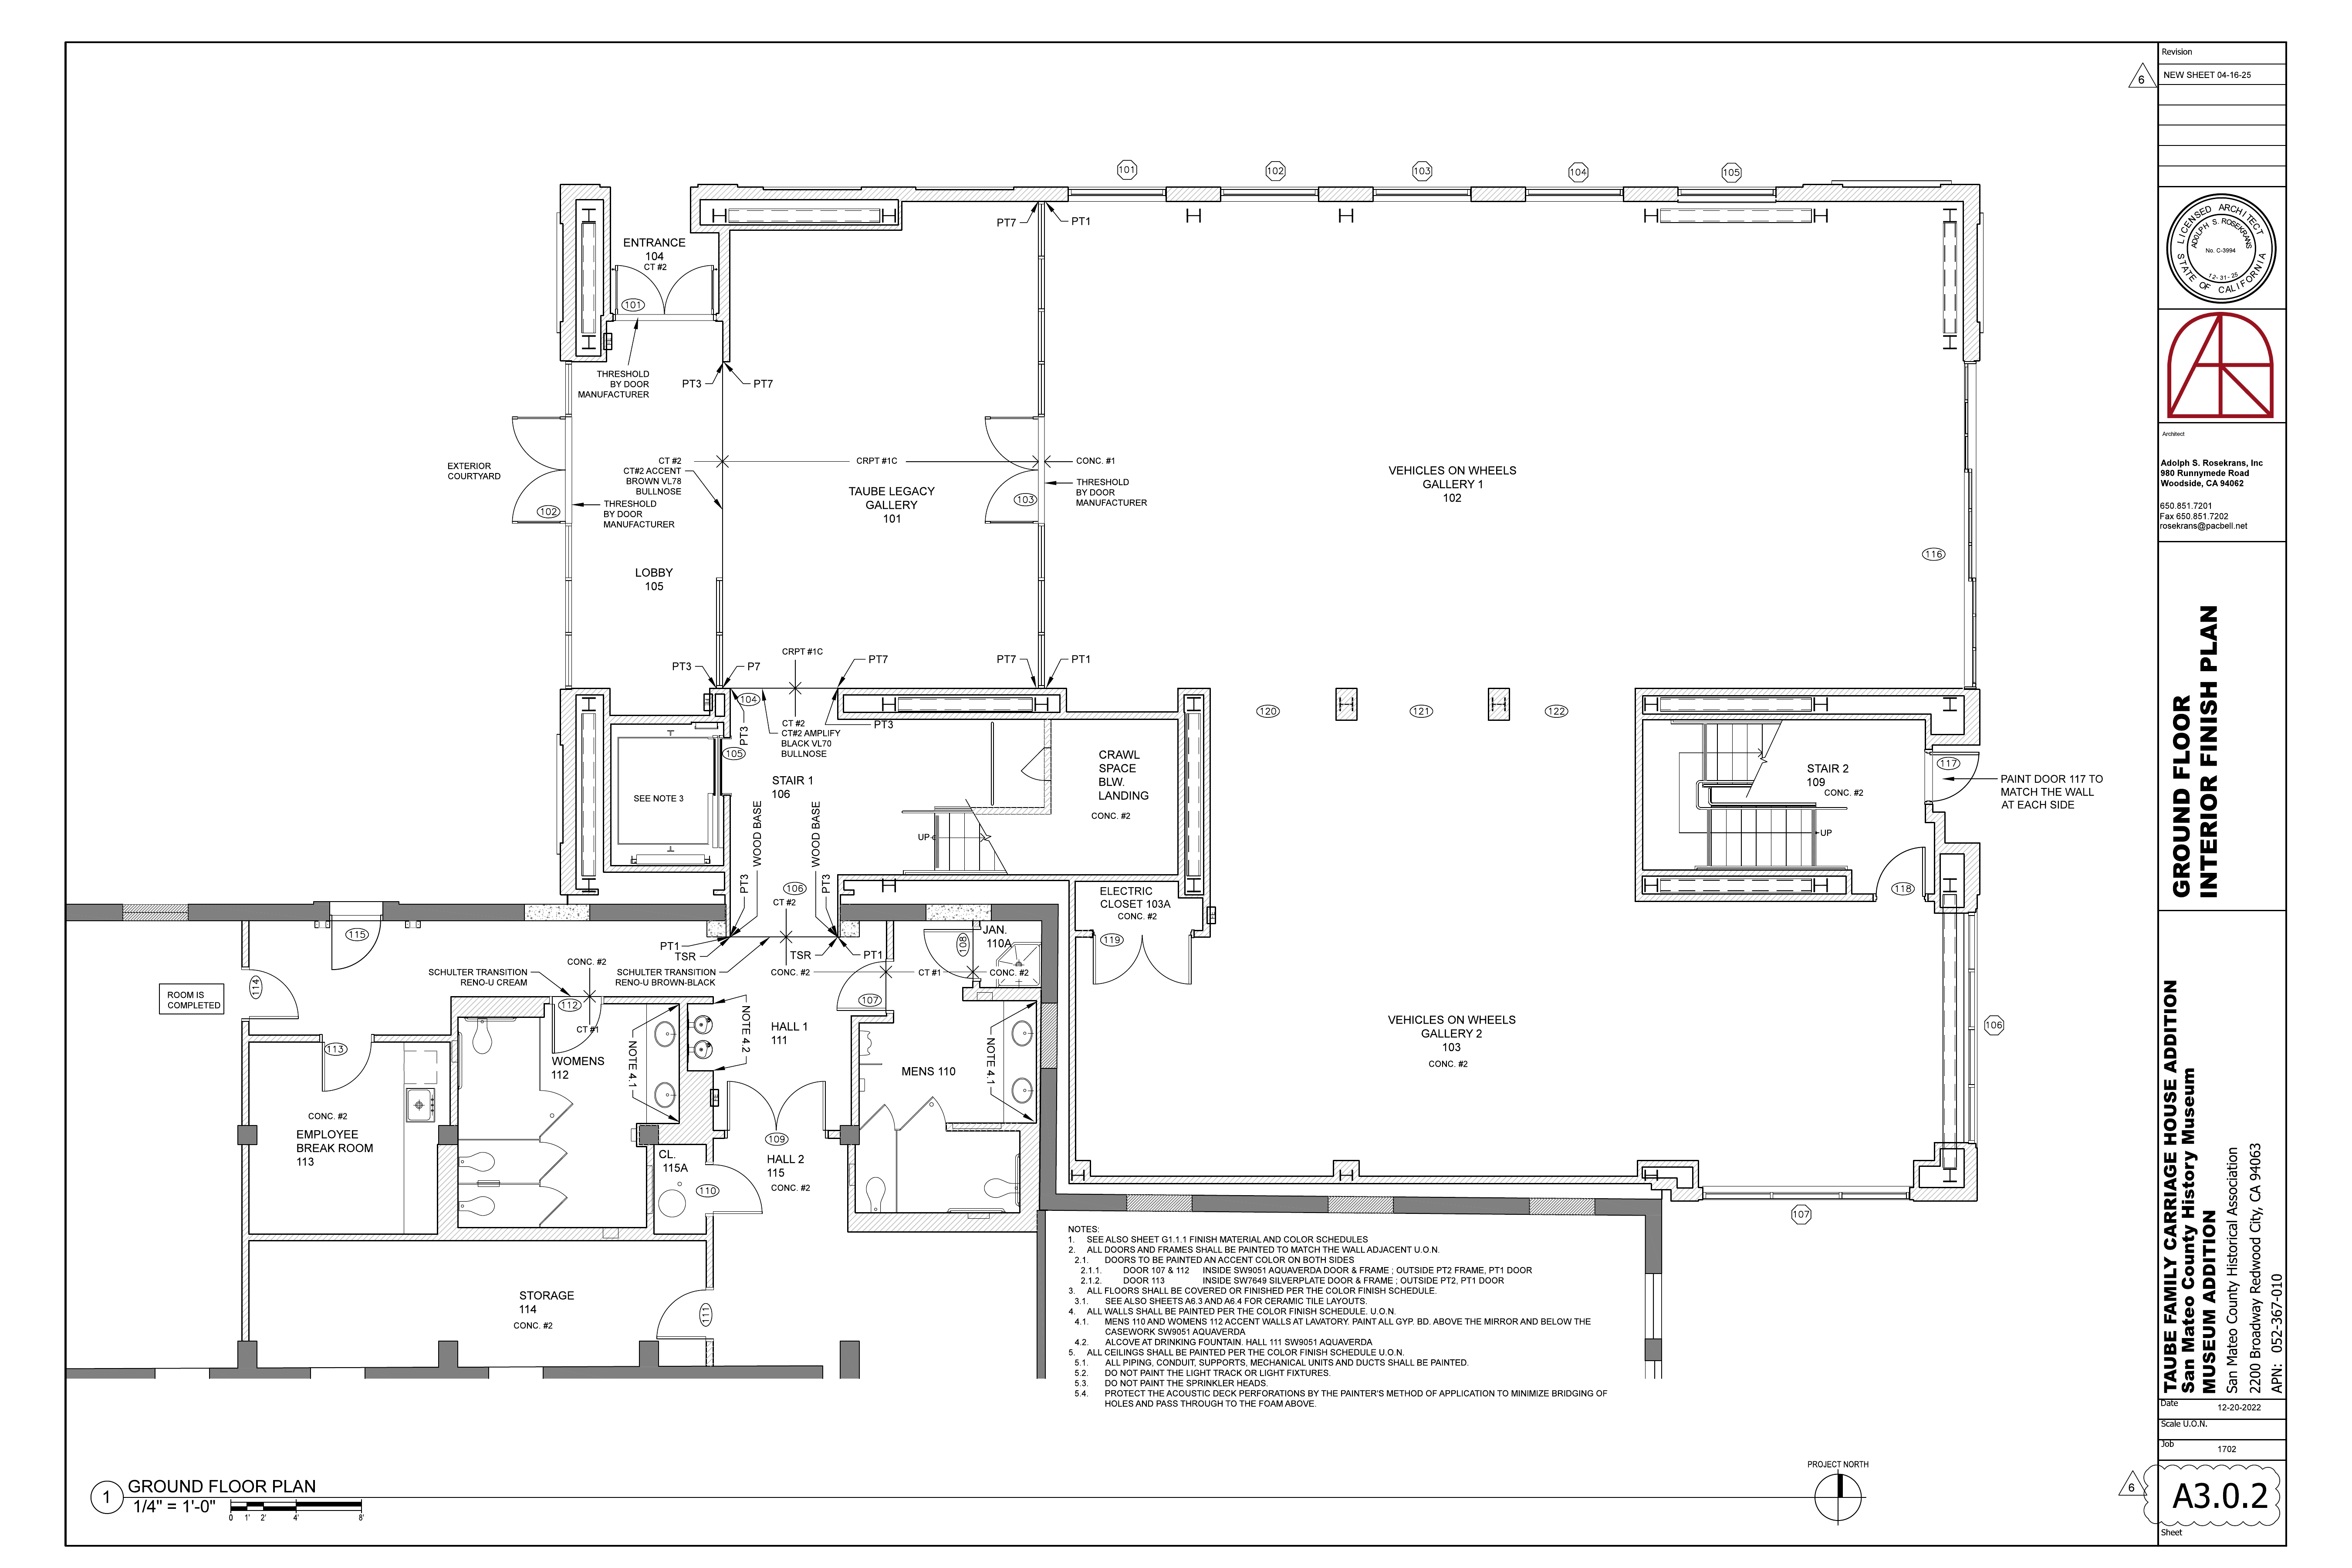 Revision
NEW SHEET 04-16-25
6
LICENSED ARCHITECT
ADOLPH S. ROSEKRANS
No. C-3994
12-31-25
STATE OF CALIFORNIA
Architect
Adolph S. Rosekrans, Inc
980 Runnymede Road
Woodside, CA 94062
650.851.7201
Fax 650.851.7202
rosekrans@pacbell.net
GROUND FLOOR
INTERIOR FINISH PLAN
TAUBE FAMILY CARRIAGE HOUSE ADDITION
San Mateo County History Museum
MUSEUM ADDITION
San Mateo County Historical Association
2200 Broadway Redwood City, CA 94063
APN: 052-367-010
Date
12-20-2022
Scale U.O.N.
Job
1702
6
A3.0.2
Sheet
101
102
103
104
105
PT7
PT1
ENTRANCE
104
CT #2
101
THRESHOLD
BY DOOR
MANUFACTURER
PT3
PT7
EXTERIOR
COURTYARD
CT #2
CT#2 ACCENT
BROWN VL78
BULLNOSE
CRPT #1C
CONC. #1
THRESHOLD
BY DOOR
MANUFACTURER
102
THRESHOLD
BY DOOR
MANUFACTURER
TAUBE LEGACY
GALLERY
101
103
VEHICLES ON WHEELS
GALLERY 1
102
116
LOBBY
105
CRPT #1C
PT3
P7
PT7
PT7
PT1
104
PT3
CT #2
CT#2 AMPLIFY
BLACK VL70
BULLNOSE
PT3
105
120
121
122
SEE NOTE 3
STAIR 1
106
CRAWL
SPACE
BLW.
LANDING
CONC. #2
UP
STAIR 2
109
CONC. #2
UP
117
PAINT DOOR 117 TO
MATCH THE WALL
AT EACH SIDE
118
WOOD BASE
WOOD BASE
PT3
PT3
106
CT #2
ELECTRIC
CLOSET 103A
CONC. #2
119
115
114
ROOM IS
COMPLETED
PT1
TSR
TSR
PT1
108
JAN.
110A
SCHULTER TRANSITION
RENO-U CREAM
CONC. #2
SCHULTER TRANSITION
RENO-U BROWN-BLACK
CONC. #2
CT #1
CONC. #2
107
112
CT #1
113
WOMENS
112
NOTE 4.1
NOTE 4.2
HALL 1
111
MENS 110
NOTE 4.1
VEHICLES ON WHEELS
GALLERY 2
103
CONC. #2
106
CONC. #2
EMPLOYEE
BREAK ROOM
113
109
CL.
115A
110
HALL 2
115
CONC. #2
107
STORAGE
114
CONC. #2
111
NOTES:
1. SEE ALSO SHEET G1.1.1 FINISH MATERIAL AND COLOR SCHEDULES
2. ALL DOORS AND FRAMES SHALL BE PAINTED TO MATCH THE WALL ADJACENT U.O.N.
2.1. DOORS TO BE PAINTED AN ACCENT COLOR ON BOTH SIDES
2.1.1. DOOR 107 & 112 INSIDE SW9051 AQUAVERDA DOOR & FRAME ; OUTSIDE PT2 FRAME, PT1 DOOR
2.1.2. DOOR 113 INSIDE SW7649 SILVERPLATE DOOR & FRAME ; OUTSIDE PT2, PT1 DOOR
3. ALL FLOORS SHALL BE COVERED OR FINISHED PER THE COLOR FINISH SCHEDULE.
3.1. SEE ALSO SHEETS A6.3 AND A6.4 FOR CERAMIC TILE LAYOUTS.
4. ALL WALLS SHALL BE PAINTED PER THE COLOR FINISH SCHEDULE. U.O.N.
4.1. MENS 110 AND WOMENS 112 ACCENT WALLS AT LAVATORY. PAINT ALL GYP. BD. ABOVE THE MIRROR AND BELOW THE
CASEWORK SW9051 AQUAVERDA
4.2. ALCOVE AT DRINKING FOUNTAIN. HALL 111 SW9051 AQUAVERDA
5. ALL CEILINGS SHALL BE PAINTED PER THE COLOR FINISH SCHEDULE U.O.N.
5.1. ALL PIPING, CONDUIT, SUPPORTS, MECHANICAL UNITS AND DUCTS SHALL BE PAINTED.
5.2. DO NOT PAINT THE LIGHT TRACK OR LIGHT FIXTURES.
5.3. DO NOT PAINT THE SPRINKLER HEADS.
5.4. PROTECT THE ACOUSTIC DECK PERFORATIONS BY THE PAINTER'S METHOD OF APPLICATION TO MINIMIZE BRIDGING OF
HOLES AND PASS THROUGH TO THE FOAM ABOVE.
1
GROUND FLOOR PLAN
1/4" = 1'-0"
0 1' 2' 4' 8'
PROJECT NORTH